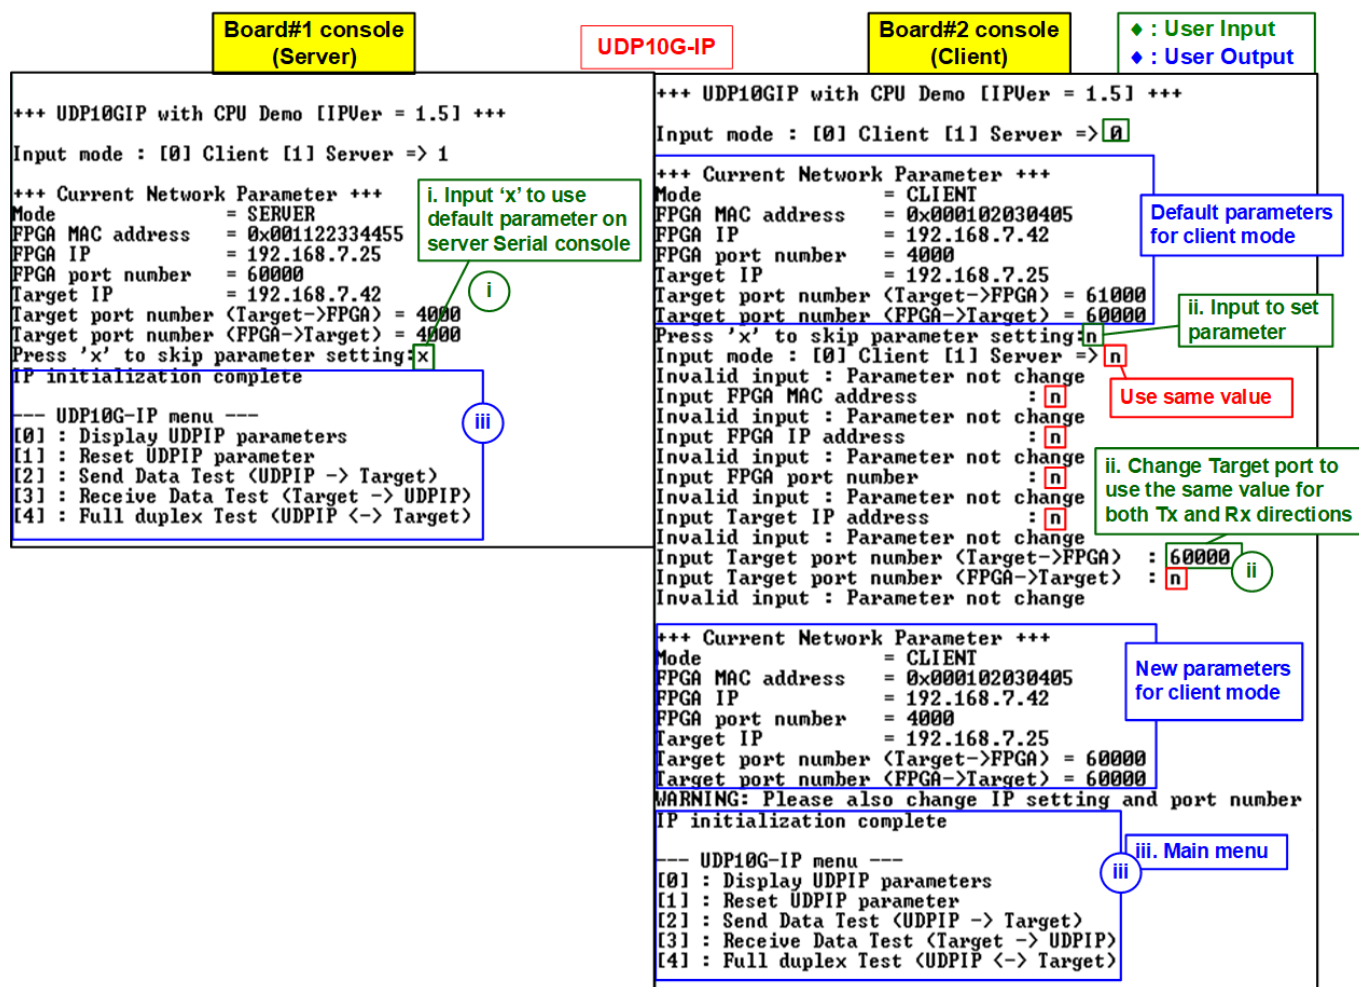 Board#1 console
(Server)
UDP10G-IP
Board#2 console
(Client)
♦ : User Input
♦ : User Output
+++ UDP10GIP with CPU Demo [IPVer = 1.5] +++
Input mode : [0] Client [1] Server => 1
+++ Current Network Parameter +++
Mode = SERVER
FPGA MAC address = 0x001122334455
FPGA IP = 192.168.7.25
FPGA port number = 60000
Target IP = 192.168.7.42
Target port number (Target->FPGA) = 4000
Target port number (FPGA->Target) = 4000
Press 'x' to skip parameter setting:x
IP initialization complete
--- UDP10G-IP menu ---
[0] : Display UDPIP parameters
[1] : Reset UDPIP parameter
[2] : Send Data Test (UDPIP -> Target)
[3] : Receive Data Test (Target -> UDPIP)
[4] : Full duplex Test (UDPIP <-> Target)
i. Input ‘x’ to use
default parameter on
server Serial console
i
iii
+++ UDP10GIP with CPU Demo [IPVer = 1.5] +++
Input mode : [0] Client [1] Server => 0
+++ Current Network Parameter +++
Mode = CLIENT
FPGA MAC address = 0x000102030405
FPGA IP = 192.168.7.42
FPGA port number = 4000
Target IP = 192.168.7.25
Target port number (Target->FPGA) = 61000
Target port number (FPGA->Target) = 60000
Press 'x' to skip parameter setting:n
Input mode : [0] Client [1] Server => n
Invalid input : Parameter not change
Input FPGA MAC address : n
Invalid input : Parameter not change
Input FPGA IP address : n
Invalid input : Parameter not change
Input FPGA port number : n
Invalid input : Parameter not change
Input Target IP address : n
Invalid input : Parameter not change
Input Target port number (Target->FPGA) : 60000
Input Target port number (FPGA->Target) : n
Invalid input : Parameter not change
+++ Current Network Parameter +++
Mode = CLIENT
FPGA MAC address = 0x000102030405
FPGA IP = 192.168.7.42
FPGA port number = 4000
Target IP = 192.168.7.25
Target port number (Target->FPGA) = 60000
Target port number (FPGA->Target) = 60000
WARNING: Please also change IP setting and port number
IP initialization complete
--- UDP10G-IP menu ---
[0] : Display UDPIP parameters
[1] : Reset UDPIP parameter
[2] : Send Data Test (UDPIP -> Target)
[3] : Receive Data Test (Target -> UDPIP)
[4] : Full duplex Test (UDPIP <-> Target)
Default parameters
for client mode
ii. Input to set
parameter
Use same value
ii. Change Target port to
use the same value for
both Tx and Rx directions
ii
New parameters
for client mode
iii. Main menu
iii